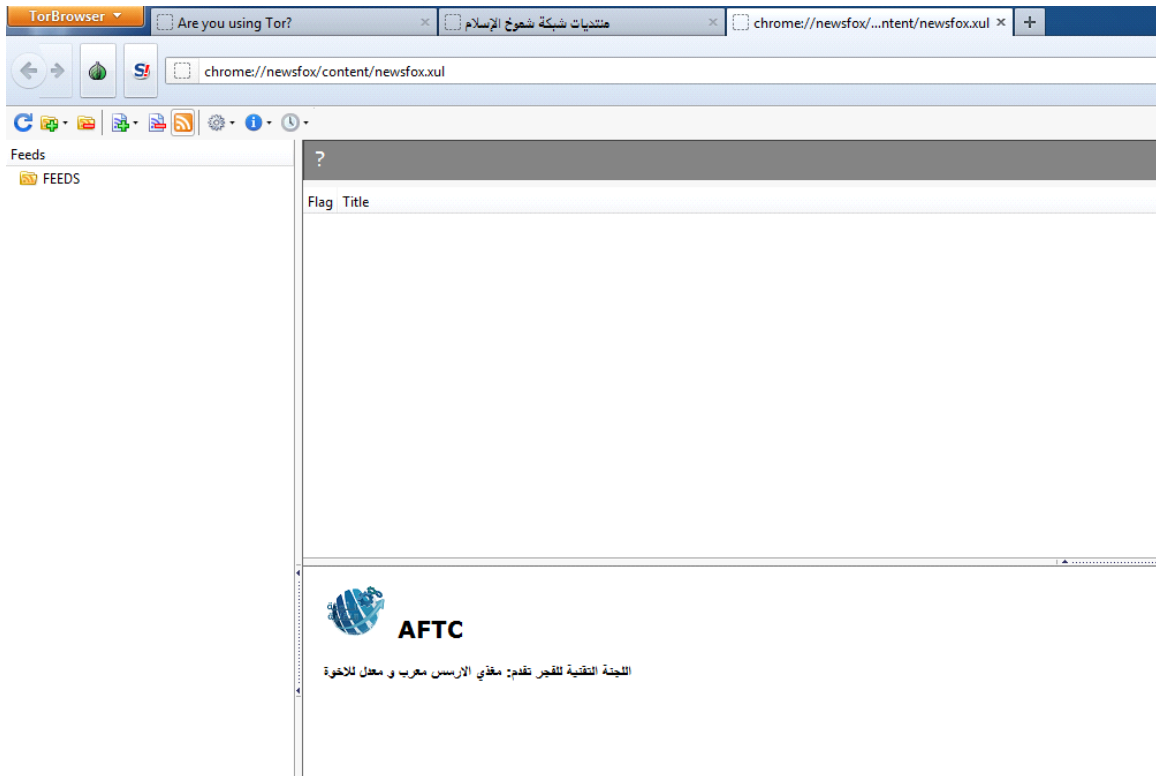 TorBrowser
Are you using Tor?
منتديات شبكة شموخ الإسلام
chrome://newsfox/...ntent/newsfox.xul
chrome://newsfox/content/newsfox.xul
Feeds
?
FEEDS
Flag Title
AFTC
اللجنة التقنية للفجر تقدم: مغذي الارسس معرب و معدل للاخوة